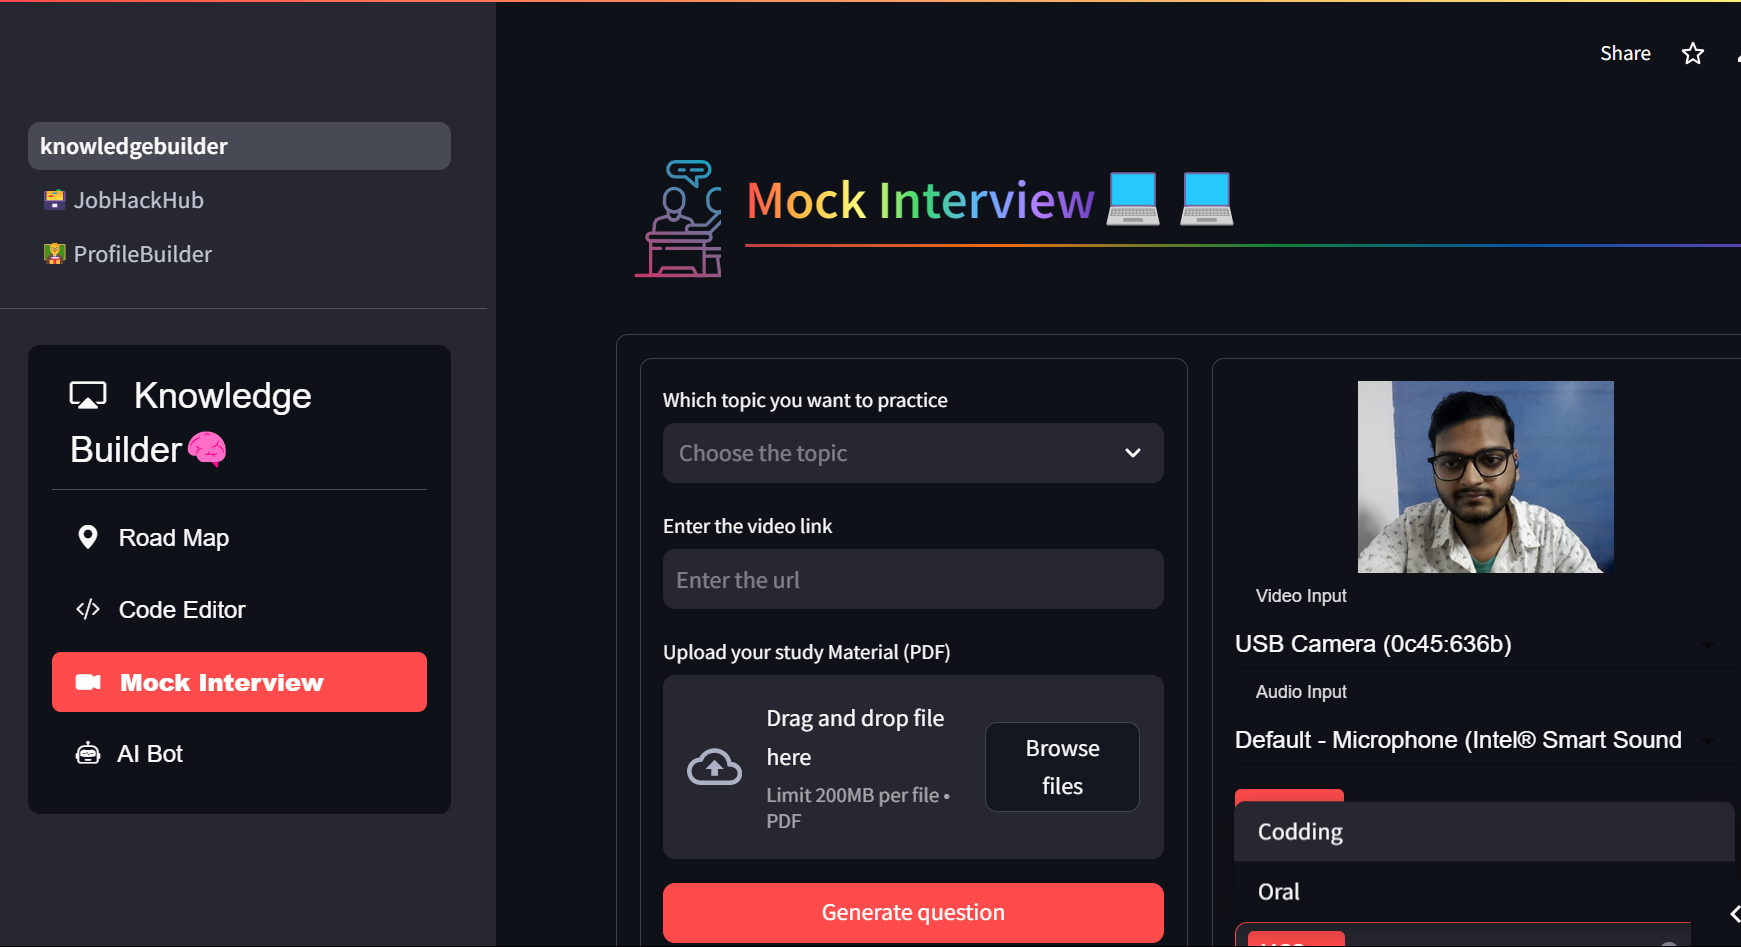 Share
knowledgebuilder
JobHackHub
ProfileBuilder
Knowledge
Builder
Road Map
Code Editor
Mock Interview
AI Bot
Mock Interview
Which topic you want to practice
Choose the topic
Enter the video link
Enter the url
Upload your study Material (PDF)
Drag and drop file
here
Limit 200MB per file •
PDF
Browse
files
Generate question
Video Input
USB Camera (0c45:636b)
Audio Input
Default - Microphone (Intel® Smart Sound
Codding
Oral